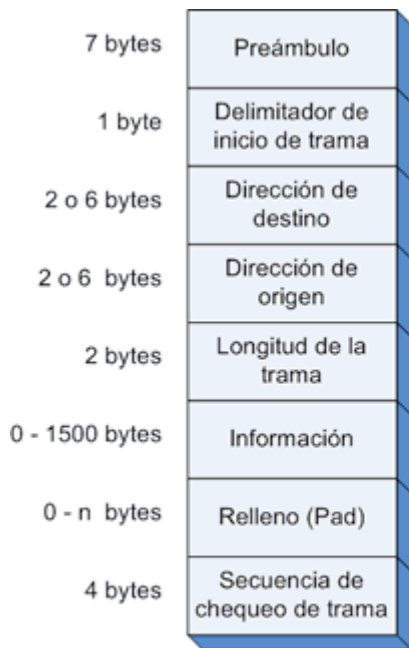 7 bytes Preámbulo
1 byte Delimitador de
inicio de trama
2 o 6 bytes Dirección de
destino
2 o 6 bytes Dirección de
origen
2 bytes Longitud de la
trama
0 - 1500 bytes Información
0 - n bytes Relleno (Pad)
4 bytes Secuencia de
chequeo de trama